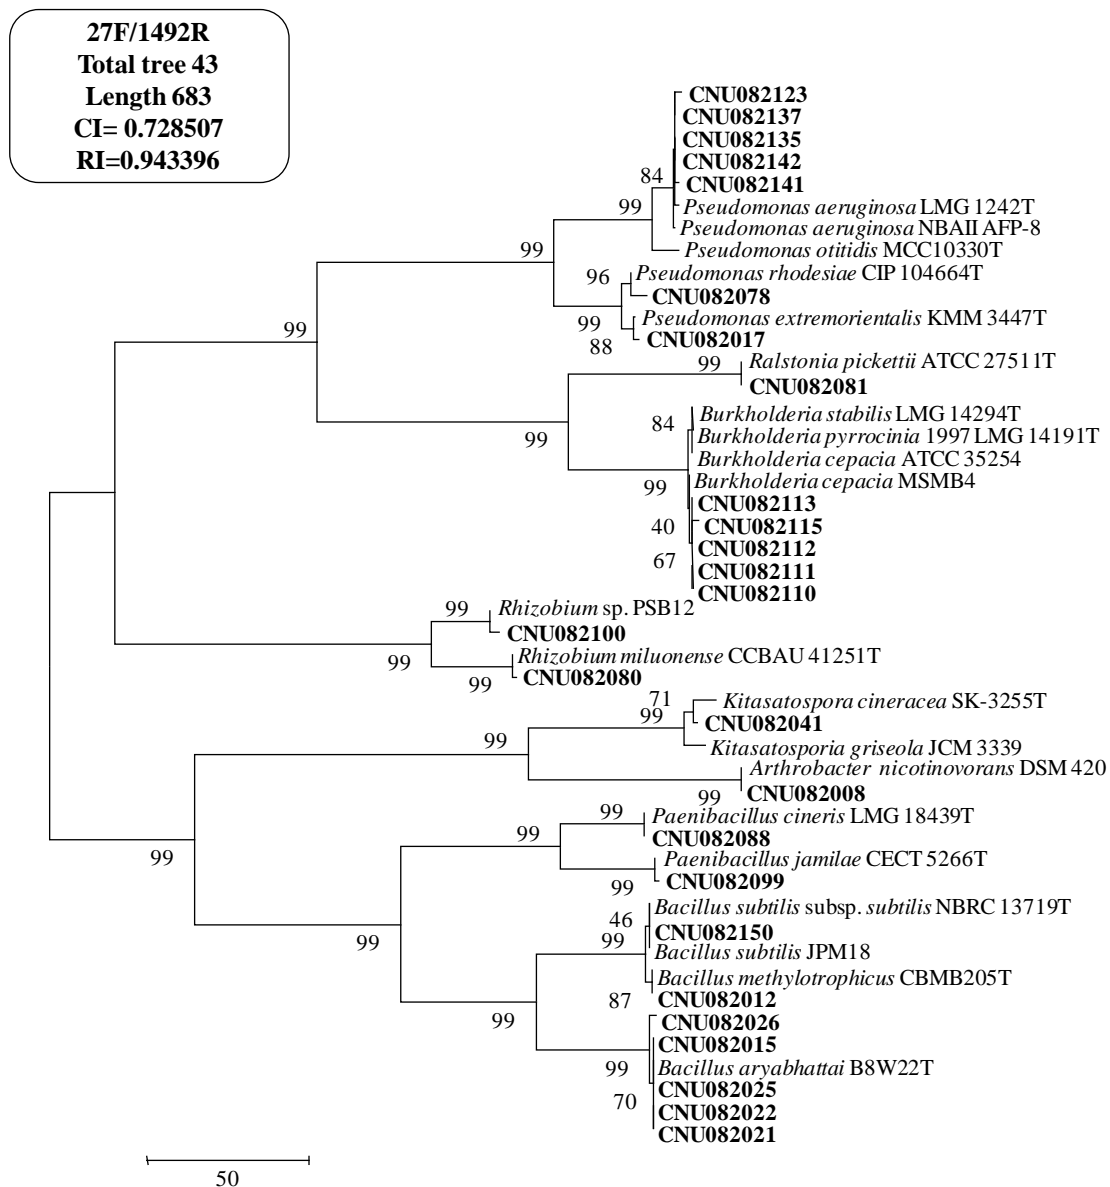 27F/1492R
Total tree 43
Length 683
CI= 0.728507
RI=0.943396
CNU082123
CNU082137
CNU082135
CNU082142
84
CNU082141
99
Pseudomonas aeruginosa LMG 1242T
Pseudomonas aeruginosa NBAII AFP-8
99
Pseudomonas otitidis MCC10330T
96
Pseudomonas rhodesiae CIP 104664T
CNU082078
99
Pseudomonas extremorientalis KMM 3447T
99
88
CNU082017
99
Ralstonia pickettii ATCC 27511T
CNU082081
84
Burkholderia stabilis LMG 14294T
99
Burkholderia pyrrocinia 1997 LMG 14191T
Burkholderia cepacia ATCC 35254
99
Burkholderia cepacia MSMB4
CNU082113
40
CNU082115
CNU082112
67
CNU082111
CNU082110
99
Rhizobium sp. PSB12
CNU082100
99
Rhizobium miluonense CCBAU 41251T
99
CNU082080
71
Kitasatospora cineracea SK-3255T
99
CNU082041
99
Kitasatosporia griseola JCM 3339
Arthrobacter nicotinovorans DSM 420
99
CNU082008
99
Paenibacillus cineris LMG 18439T
99
CNU082088
99
Paenibacillus jamilae CECT 5266T
99
CNU082099
46
Bacillus subtilis subsp. subtilis NBRC 13719T
99
CNU082150
99
Bacillus subtilis JPM18
Bacillus methylotrophicus CBMB205T
87
CNU082012
99
CNU082026
CNU082015
99
Bacillus aryabhattai B8W22T
CNU082025
70
CNU082022
CNU082021
50